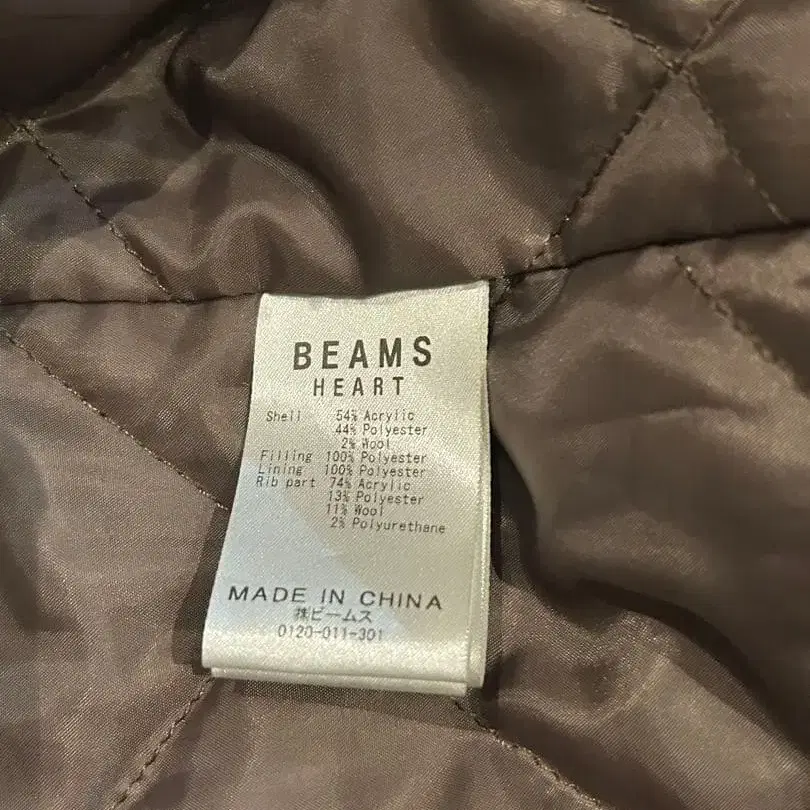 BEAMS
HEART
Shell 54% Acrylic
44% Polyester
2% Wool
Filling 100% Polyester
Lining 100% Polyester
Rib part 74% Acrylic
13% Polyester
11% Wool
2% Polyurethane
MADE IN CHINA
㈱ビームス
0120-011-301